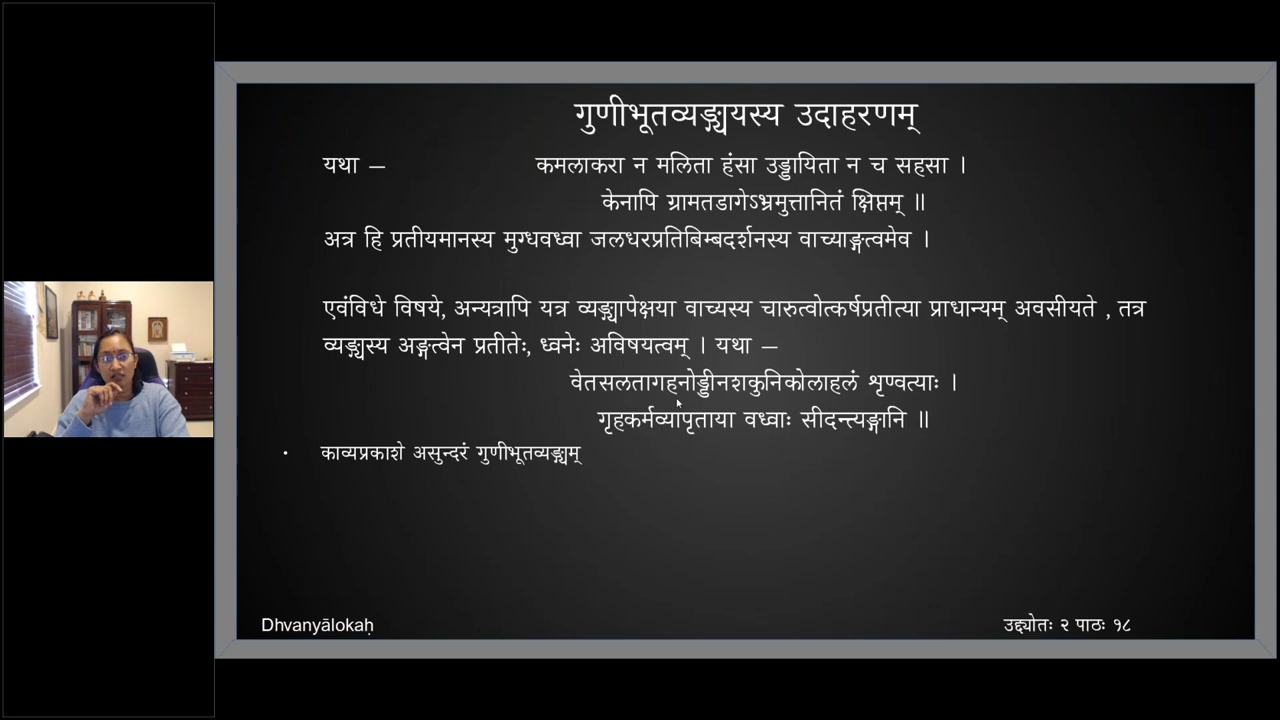 गुणीभूतव्यङ्ग्यस्य उदाहरणम्
यथा – कमलाकरा न मलिता हंसा उड्डायिता न च सहसा ।
केनापि ग्रामतडागेऽभ्रमुत्तानितं क्षिप्तम् ॥
अत्र हि प्रतीयमानस्य मुग्धवध्वा जलधरप्रतिबिम्बदर्शनस्य वाच्याङ्गत्वमेव ।
एवंविधे विषये, अन्यत्रापि यत्र व्यङ्ग्यापेक्षया वाच्यस्य चारुत्वोत्कर्षप्रतीत्या प्राधान्यम् अवसीयते , तत्र
व्यङ्ग्यस्य अङ्गत्वेन प्रतीतेः, ध्वनेः अविषयत्वम् । यथा –
वेतसलतागहनोड्डीनशकुनिकोलाहलं शृण्वत्याः ।
गृहकर्मव्यापृताया वध्वाः सीदन्त्यङ्गानि ॥
• काव्यप्रकाशे असुन्दरं गुणीभूतव्यङ्ग्यम्
Dhvanyālokaḥ उद्द्योतः २ पाठः १८